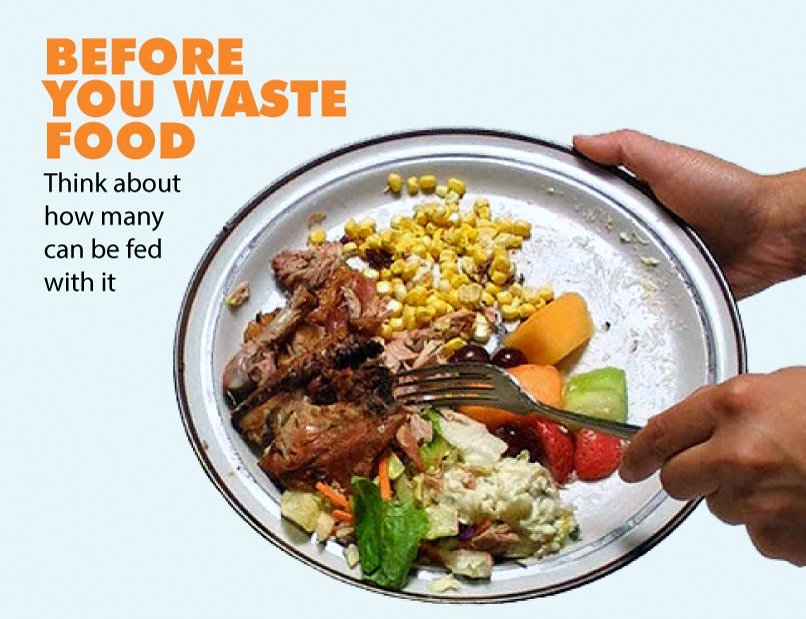 BEFORE
YOU WASTE
FOOD
Think about
how many
can be fed
with it